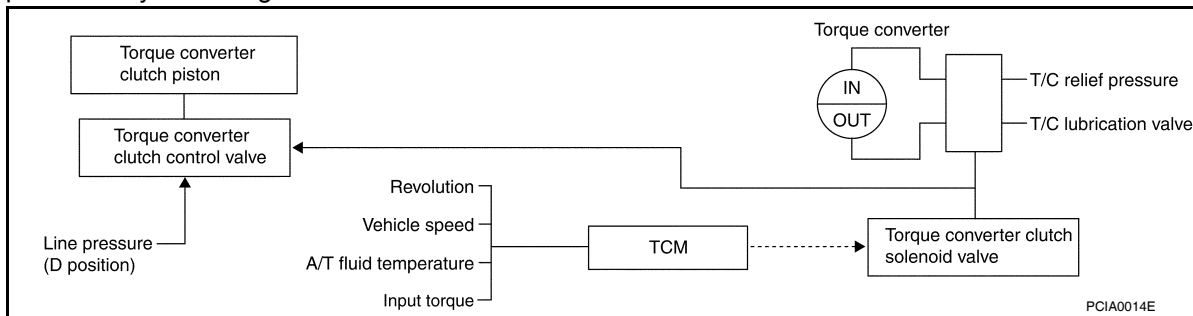 Torque converter
clutch piston
Torque converter
clutch control valve
Line pressure
(D position)
Revolution
Vehicle speed
A/T fluid temperature
Input torque
TCM
Torque converter
IN
OUT
T/C relief pressure
T/C lubrication valve
Torque converter clutch
solenoid valve
PCIA0014E